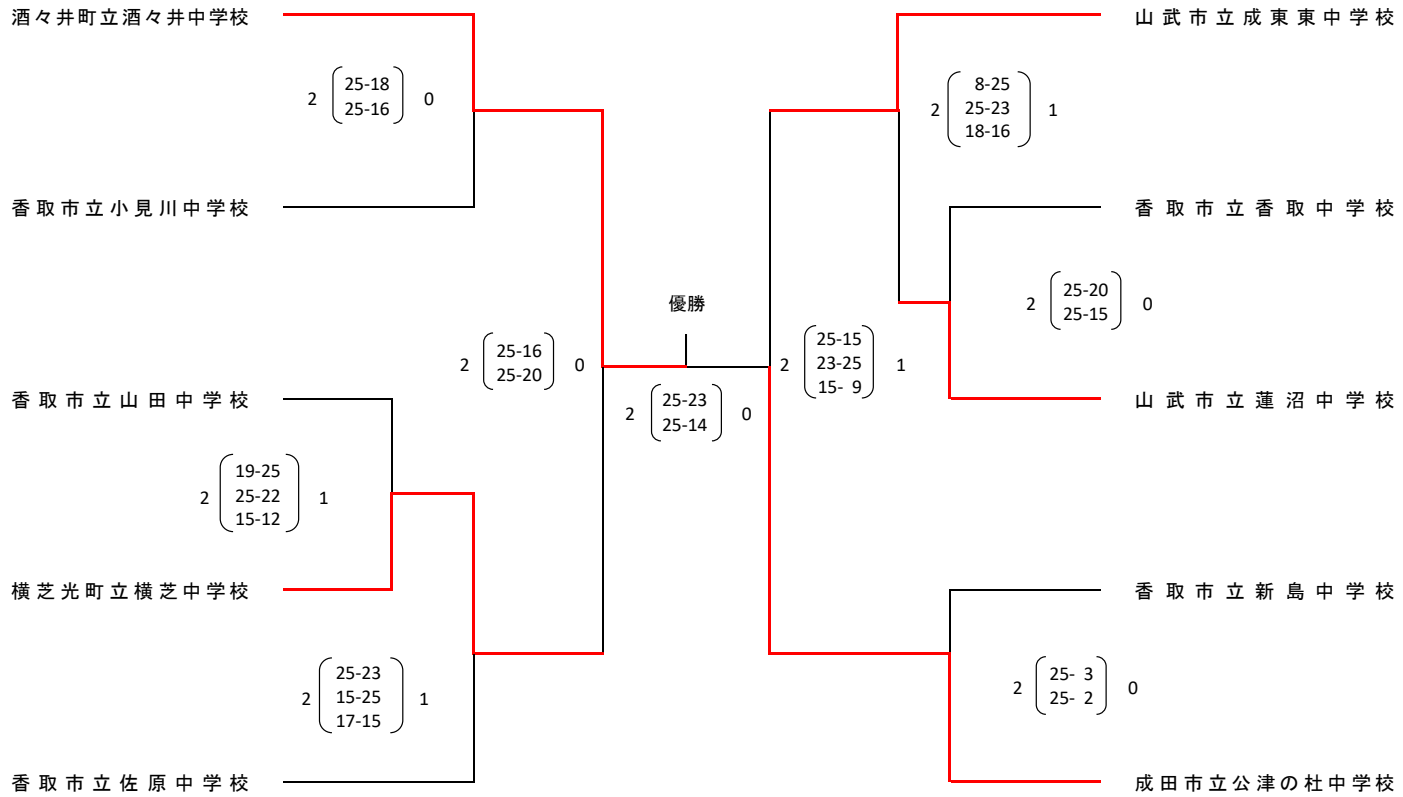 酒々井町立酒々井中学校
山武市立成東東中学校
2 25-18 0
25-16
8-25
2 25-23 1
18-16
香取市立小見川中学校
香取市立香取中学校
2 25-20 0
25-15
優勝
2 25-16 0
25-20
25-15
2 23-25 1
15- 9
香取市立山田中学校
2 25-23 0
25-14
山武市立蓮沼中学校
19-25
2 25-22 1
15-12
横芝光町立横芝中学校
香取市立新島中学校
25-23
2 15-25 1
17-15
2 25- 3 0
25- 2
香取市立佐原中学校
成田市立公津の杜中学校